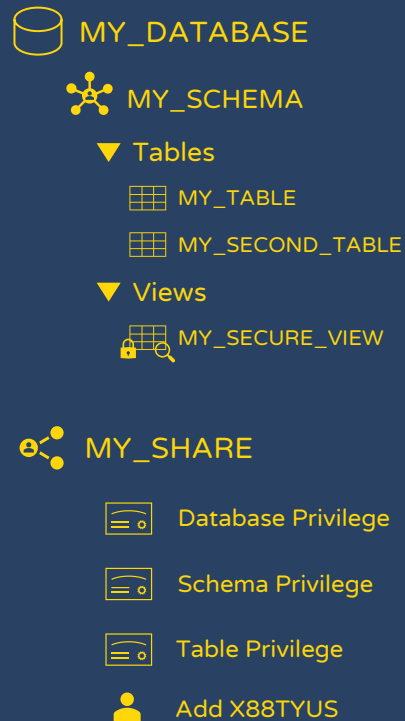 MY_DATABASE
MY_SCHEMA
Tables
MY_TABLE
MY_SECOND_TABLE
Views
MY_SECURE_VIEW
MY_SHARE
Database Privilege
Schema Privilege
Table Privilege
Add X88TYUS